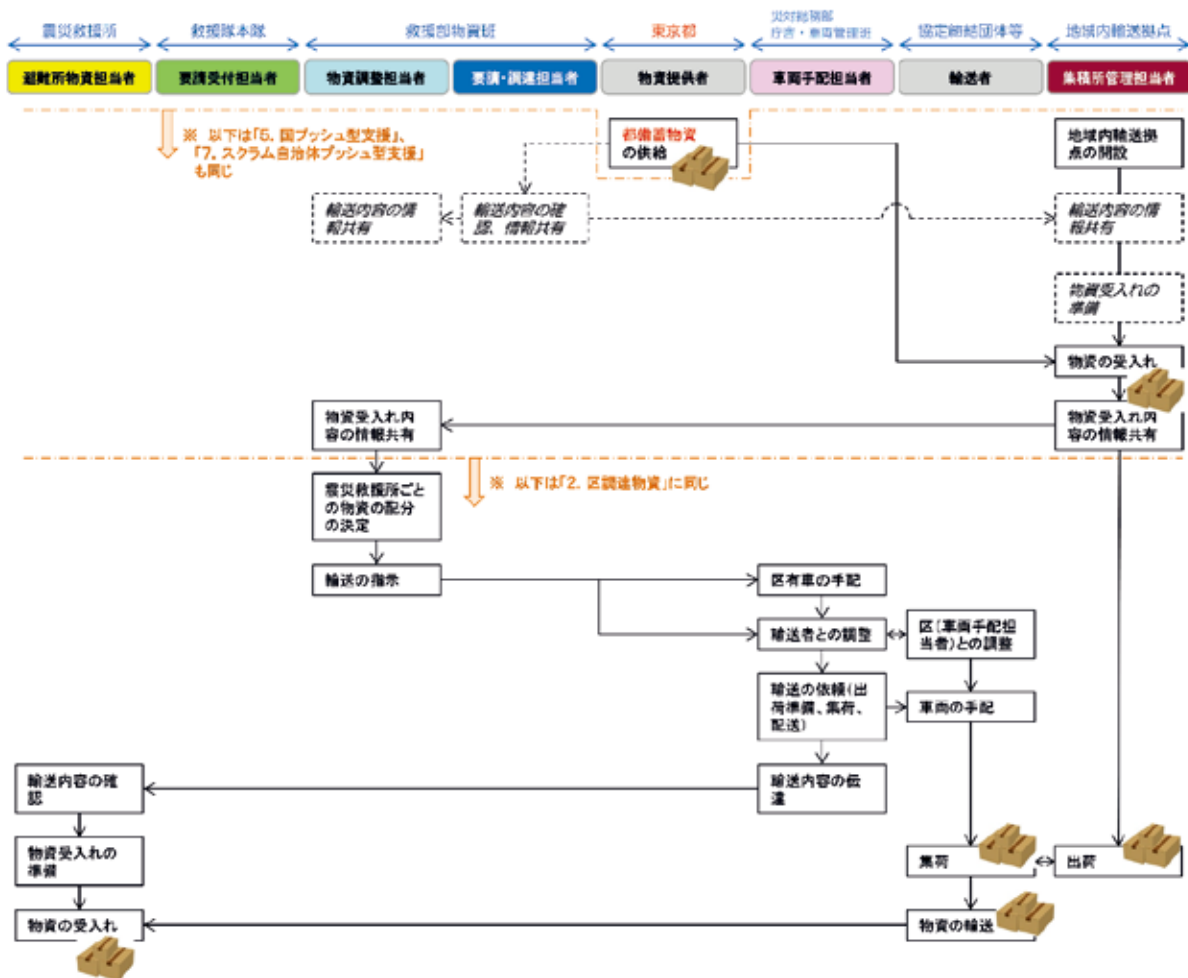 震災救援所
救援隊本隊
救援部物資班
東京都
災対総務部
庁舎・車両管理班
協定締結団体等
地域内輸送拠点
避難所物資担当者
要請受付担当者
物資調整担当者
要請・調達担当者
物資提供者
車両手配担当者
輸送者
集積所管理担当者
※ 以下は「5. 国プッシュ型支援」、
「7. スクラム自治体プッシュ型支援」
も同じ
都備蓄物資
の供給
地域内輸送拠
点の開設
輸送内容の情
報共有
輸送内容の確
認、情報共有
輸送内容の情
報共有
物資受入れの
準備
物資の受入れ
物資受入れ内
容の情報共有
物資受入れ内
容の情報共有
※ 以下は「2. 区調達物資」に同じ
震災救援所ごと
の物資の配分
の決定
輸送の指示
区有車の手配
輸送者との調整
区(車両手配担
当者)との調整
輸送の依頼(出
荷準備、集荷、
配送)
車両の手配
輸送内容の確
認
輸送内容の伝
達
物資受入れの
準備
集荷
出荷
物資の受入れ
物資の輸送